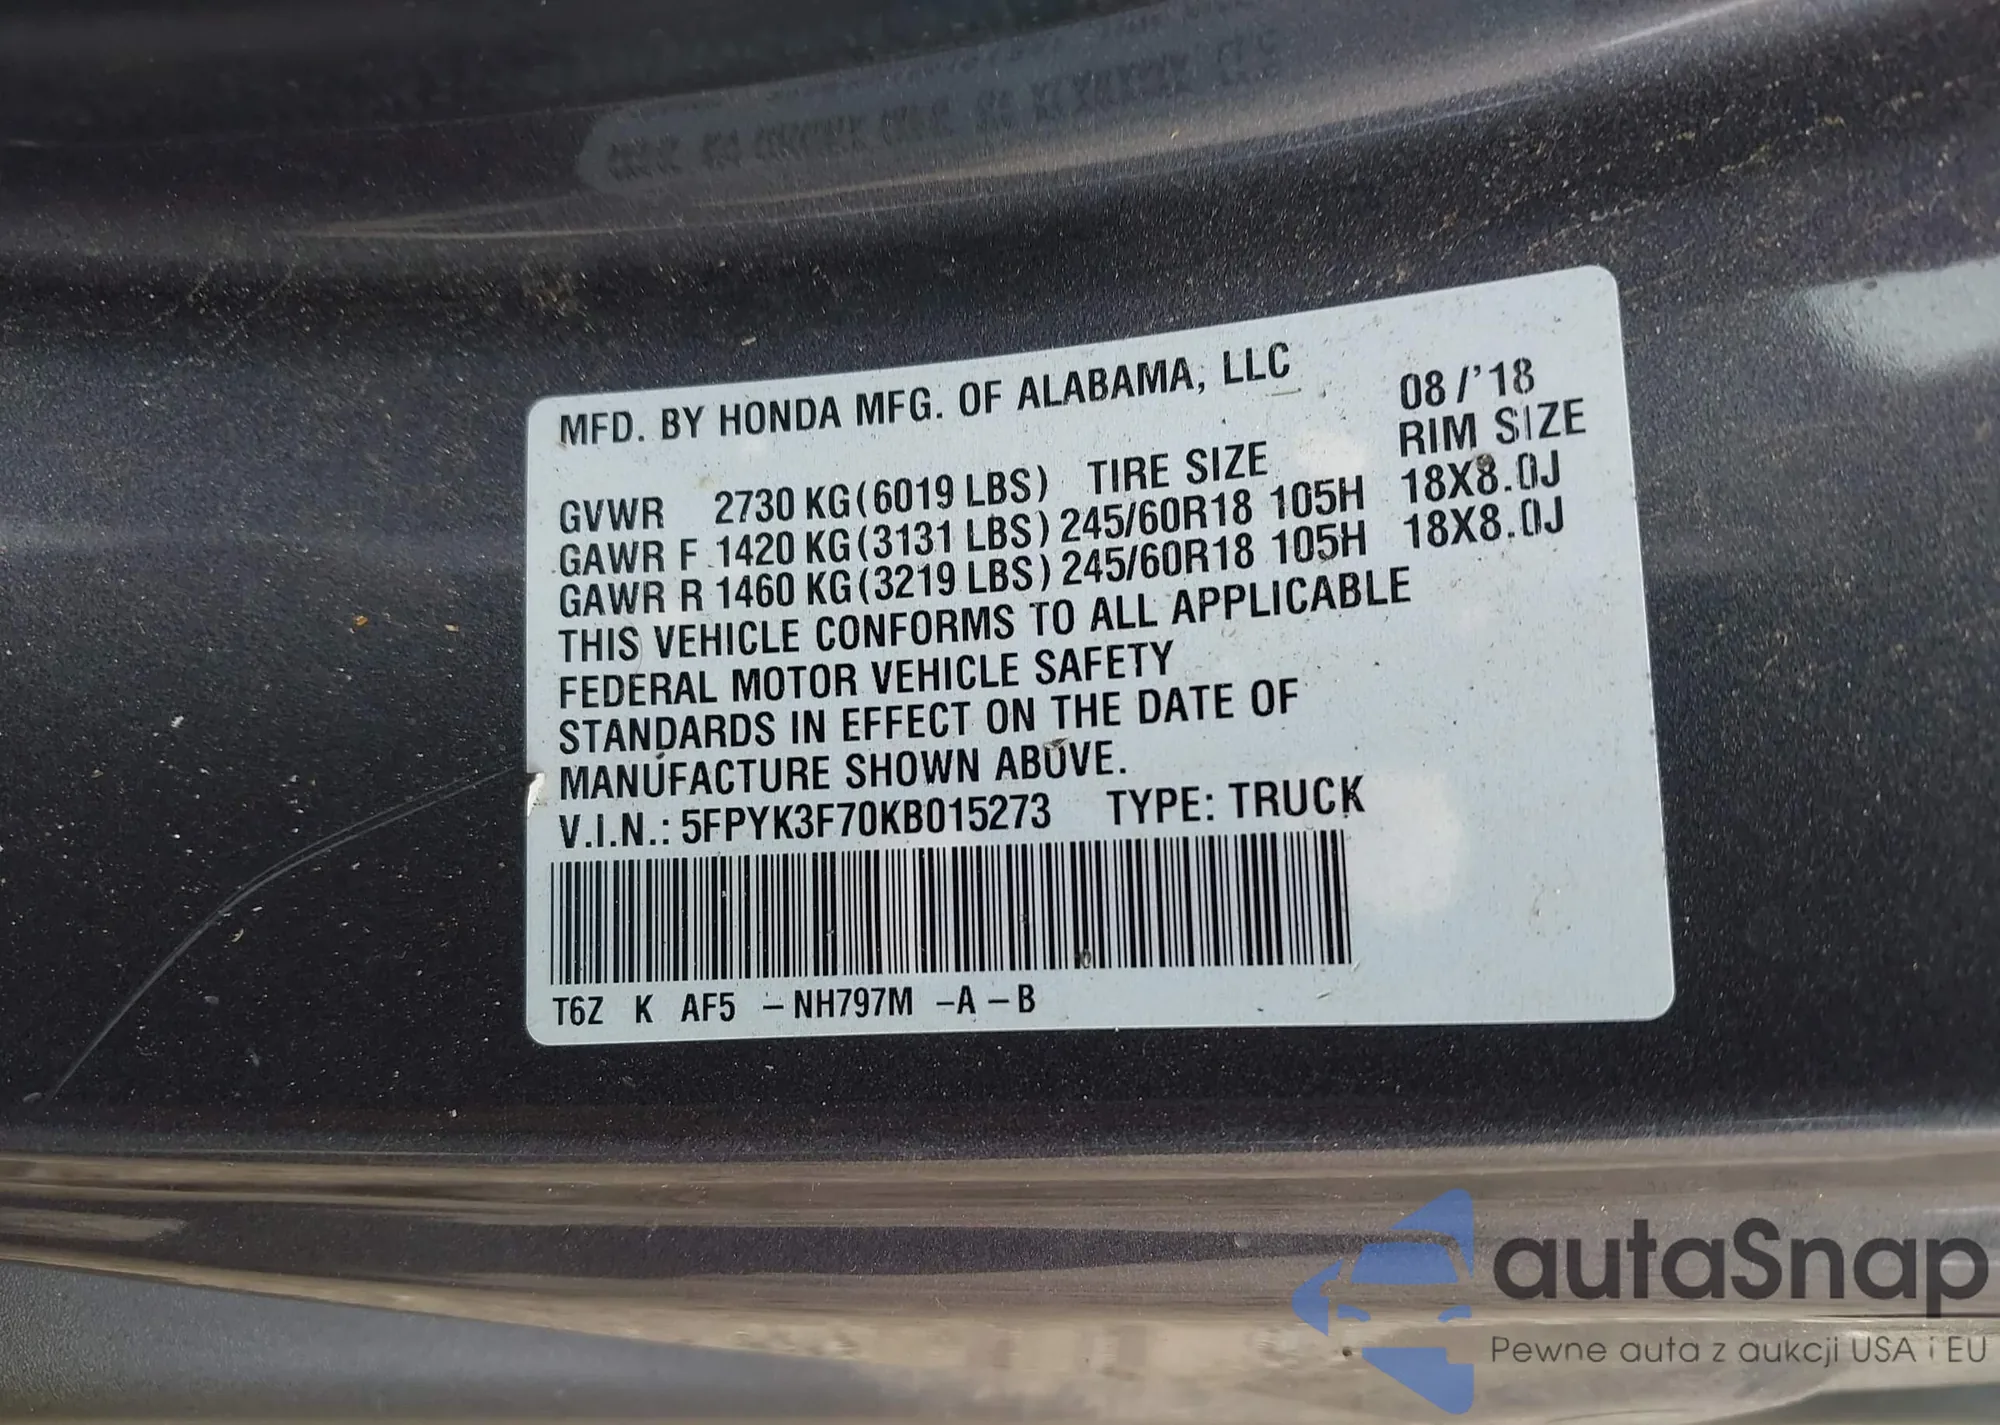 MFD. BY HONDA MFG. OF ALABAMA, LLC 08/'18
GVWR 2730 KG(6019 LBS) TIRE SIZE RIM SIZE
GAWR F 1420 KG(3131 LBS) 245/60R18 105H 18X8.0J
GAWR R 1460 KG(3219 LBS) 245/60R18 105H 18X8.0J
THIS VEHICLE CONFORMS TO ALL APPLICABLE
FEDERAL MOTOR VEHICLE SAFETY
STANDARDS IN EFFECT ON THE DATE OF
MANUFACTURE SHOWN ABOVE.
V.I.N.: 5FPYK3F70KB015273 TYPE: TRUCK
T6Z K AF5 -NH797M -A -B
autaSnap
Pewne auta z aukcji USA i EU